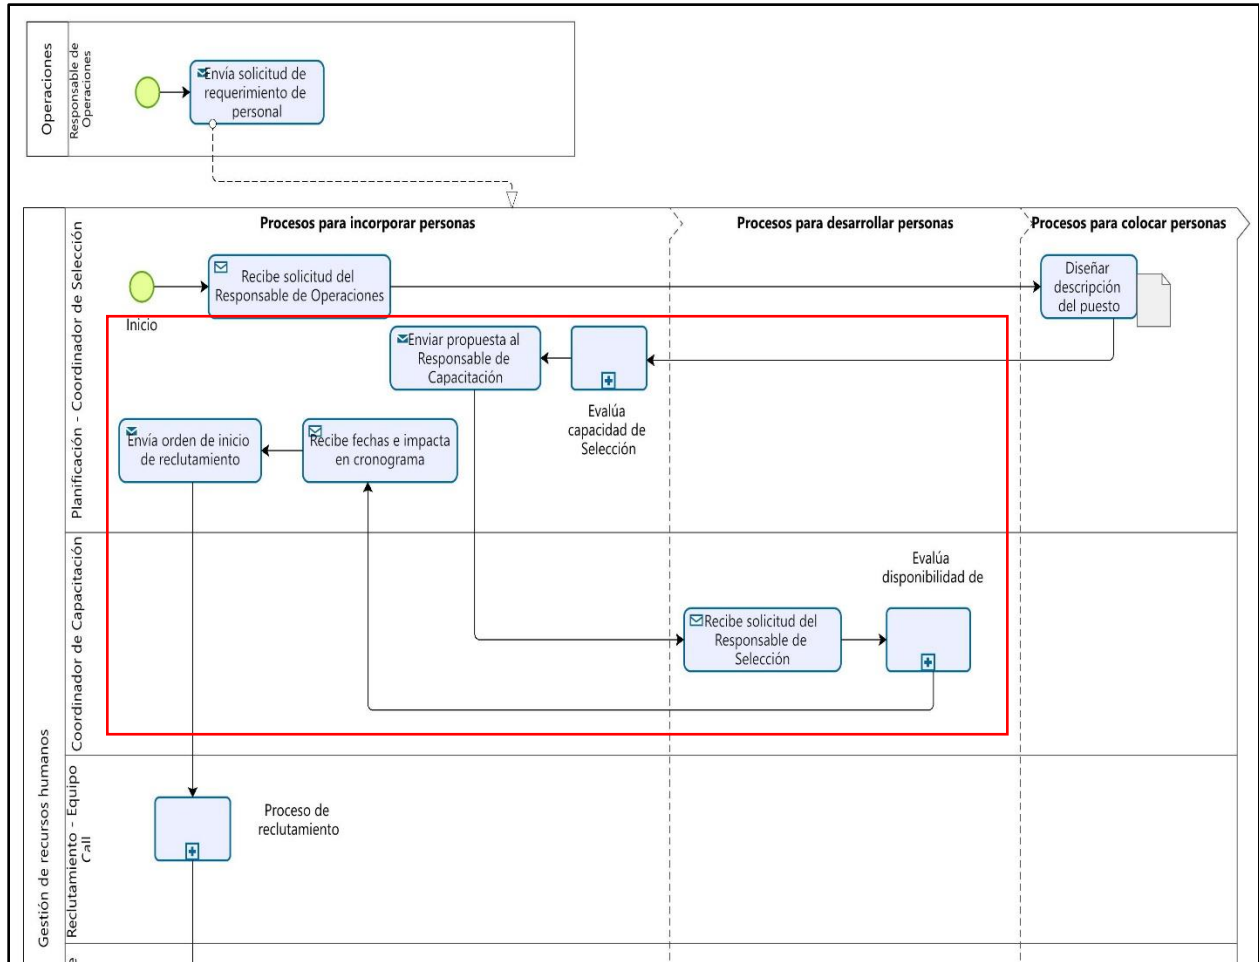 Operaciones
Responsable de
Operaciones
Envía solicitud de
requerimiento de
personal
Gestión de recursos humanos
Procesos para incorporar personas
Procesos para desarrollar personas
Procesos para colocar personas
Planificación - Coordinador de Selección
Inicio
Recibe solicitud del
Responsable de Operaciones
Diseñar
descripción
del puesto
Enviar propuesta al
Responsable de
Capacitación
Evalúa
capacidad de
Selección
Envía orden de inicio
de reclutamiento
Recibe fechas e impacta
en cronograma
Coordinador de Capacitación
Evalúa
disponibilidad de
Recibe solicitud del
Responsable de
Selección
Reclutamiento - Equipo
Call
Proceso de
reclutamiento